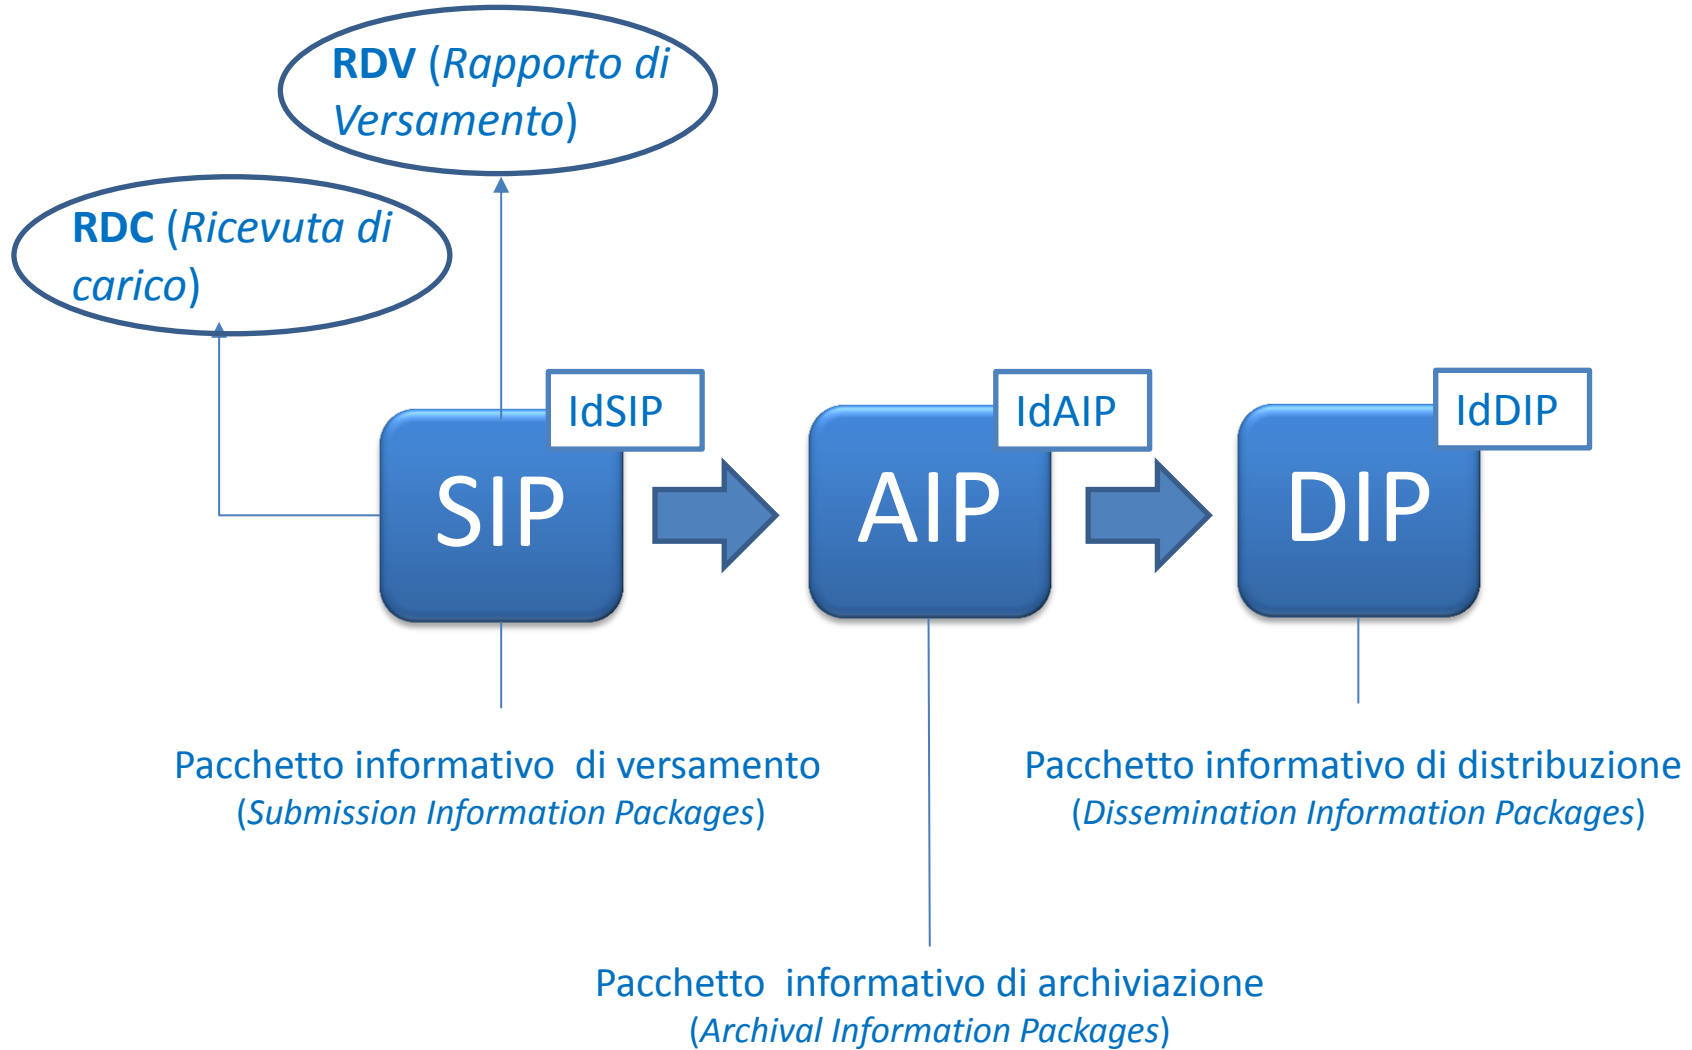 RDV (Rapporto di
Versamento)
RDC (Ricevuta di
carico)
IdSIP
IdAIP
IdDIP
SIP
AIP
DIP
Pacchetto informativo  di versamento
(Submission Information Packages)
Pacchetto informativo di distribuzione
(Dissemination Information Packages)
Pacchetto  informativo di archiviazione
(Archival Information Packages)